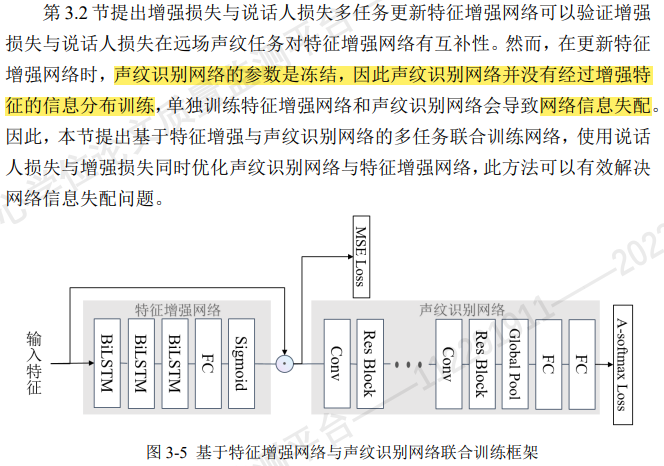 第 3.2 节提出增强损失与说话人损失多任务更新特征增强网络可以验证增强
损失与说话人损失在远场声纹任务对特征增强网络有互补性。然而，在更新特征
增强网络时，声纹识别网络的参数是冻结，因此声纹识别网络并没有经过增强特
征的信息分布训练，单独训练特征增强网络和声纹识别网络会导致网络信息失配。
因此，本节提出基于特征增强与声纹识别网络的多任务联合训练网络，使用说话
人损失与增强损失同时优化声纹识别网络与特征增强网络，此方法可以有效解决
网络信息失配问题。
MSE Loss
特征增强网络
声纹识别网络
输入特征
BiLSTM
BiLSTM
BiLSTM
FC
Sigmoid
Conv
Res Block
Conv
Res Block
Global Pool
FC
FC
A-softmax Loss
图 3-5 基于特征增强网络与声纹识别网络联合训练框架